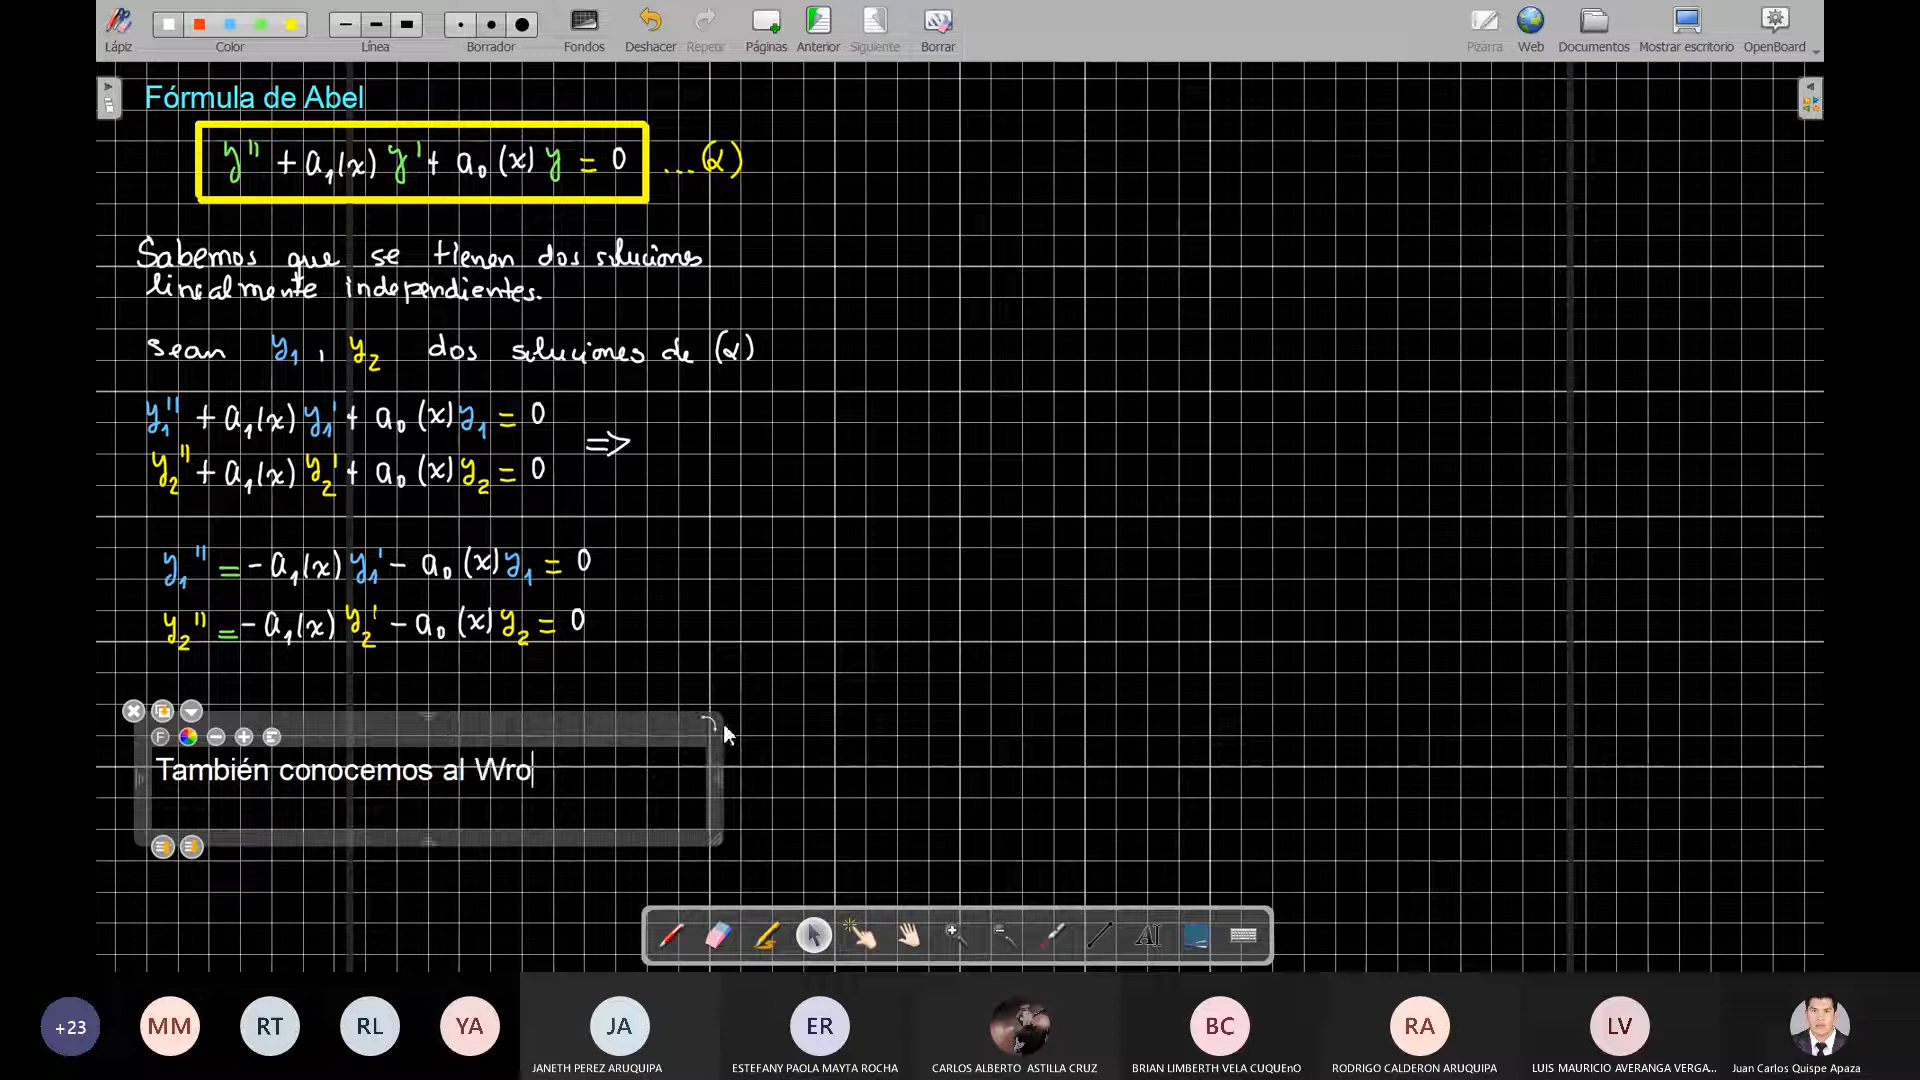 Lápiz Color Línea Borrador Fondos Deshacer Repetir Páginas Anterior Siguiente Borrar Pizarra Web Documentos Mostrar escritorio OpenBoard
Fórmula de Abel
y'' + a₁(x) y' + a₀(x) y = 0 ...(α)
Sabemos que se tienen dos soluciones
linealmente independientes.
sean y₁, y₂ dos soluciones de (α)
y₁'' + a₁(x) y₁' + a₀(x) y₁ = 0
=>
y₂'' + a₁(x) y₂' + a₀(x) y₂ = 0
y₁'' = - a₁(x) y₁' - a₀(x) y₁ = 0
y₂'' = - a₁(x) y₂' - a₀(x) y₂ = 0
F
También conocemos al Wro
AI
+23 MM RT RL YA JA ER BC RA LV
JANETH PEREZ ARUQUIPA ESTEFANY PAOLA MAYTA ROCHA CARLOS ALBERTO ASTILLA CRUZ BRIAN LIMBERTH VELA CUQUEnO RODRIGO CALDERON ARUQUIPA LUIS MAURICIO AVERANGA VERGA... Juan Carlos Quispe Apaza